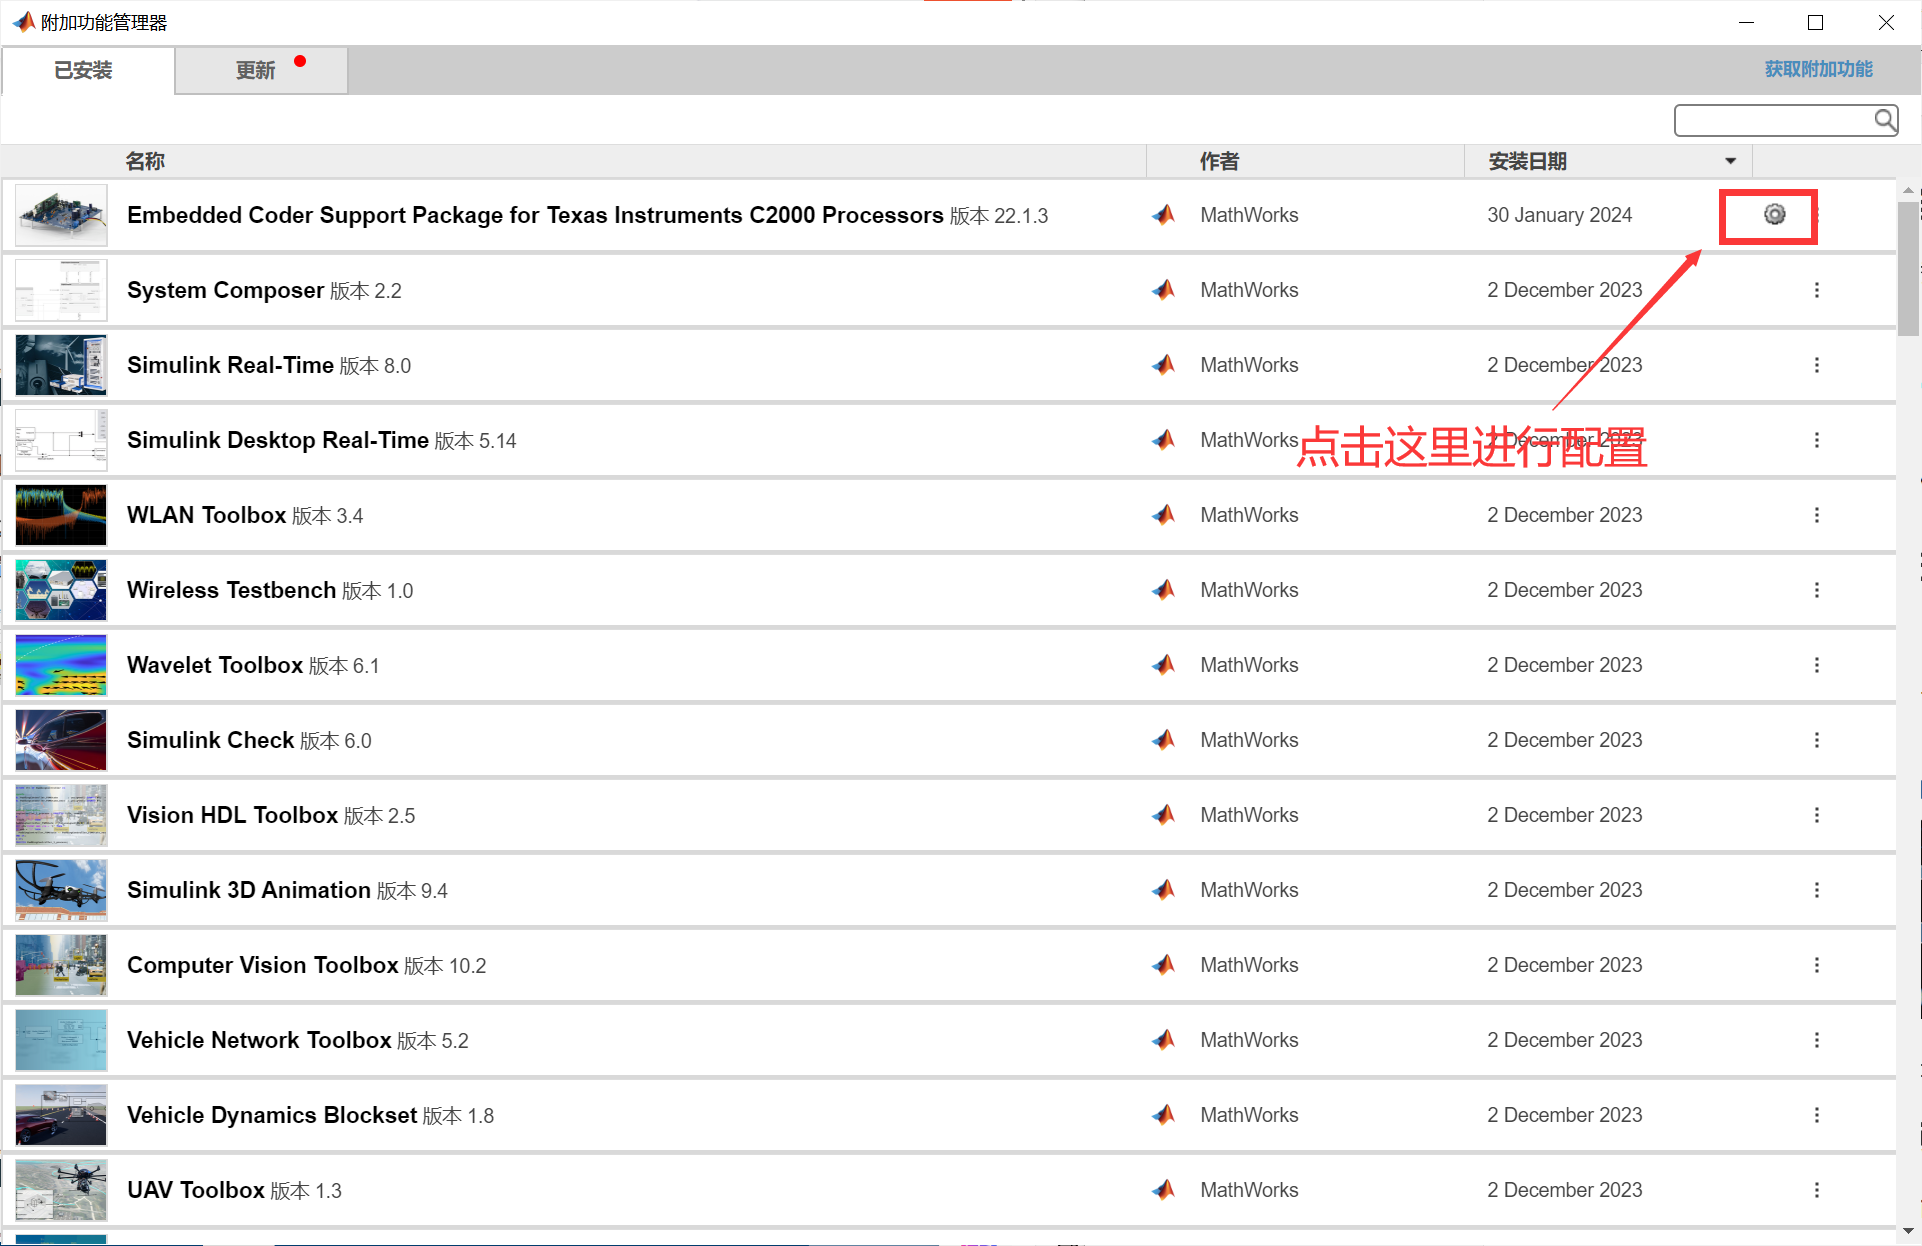 附加功能管理器
已安装
更新
获取附加功能
名称 作者 安装日期
Embedded Coder Support Package for Texas Instruments C2000 Processors 版本 22.1.3 MathWorks 30 January 2024
System Composer 版本 2.2 MathWorks 2 December 2023
Simulink Real-Time 版本 8.0 MathWorks 2 December 2023
Simulink Desktop Real-Time 版本 5.14 MathWorks 2 December 2023
点击这里进行配置
WLAN Toolbox 版本 3.4 MathWorks 2 December 2023
Wireless Testbench 版本 1.0 MathWorks 2 December 2023
Wavelet Toolbox 版本 6.1 MathWorks 2 December 2023
Simulink Check 版本 6.0 MathWorks 2 December 2023
Vision HDL Toolbox 版本 2.5 MathWorks 2 December 2023
Simulink 3D Animation 版本 9.4 MathWorks 2 December 2023
Computer Vision Toolbox 版本 10.2 MathWorks 2 December 2023
Vehicle Network Toolbox 版本 5.2 MathWorks 2 December 2023
Vehicle Dynamics Blockset 版本 1.8 MathWorks 2 December 2023
UAV Toolbox 版本 1.3 MathWorks 2 December 2023